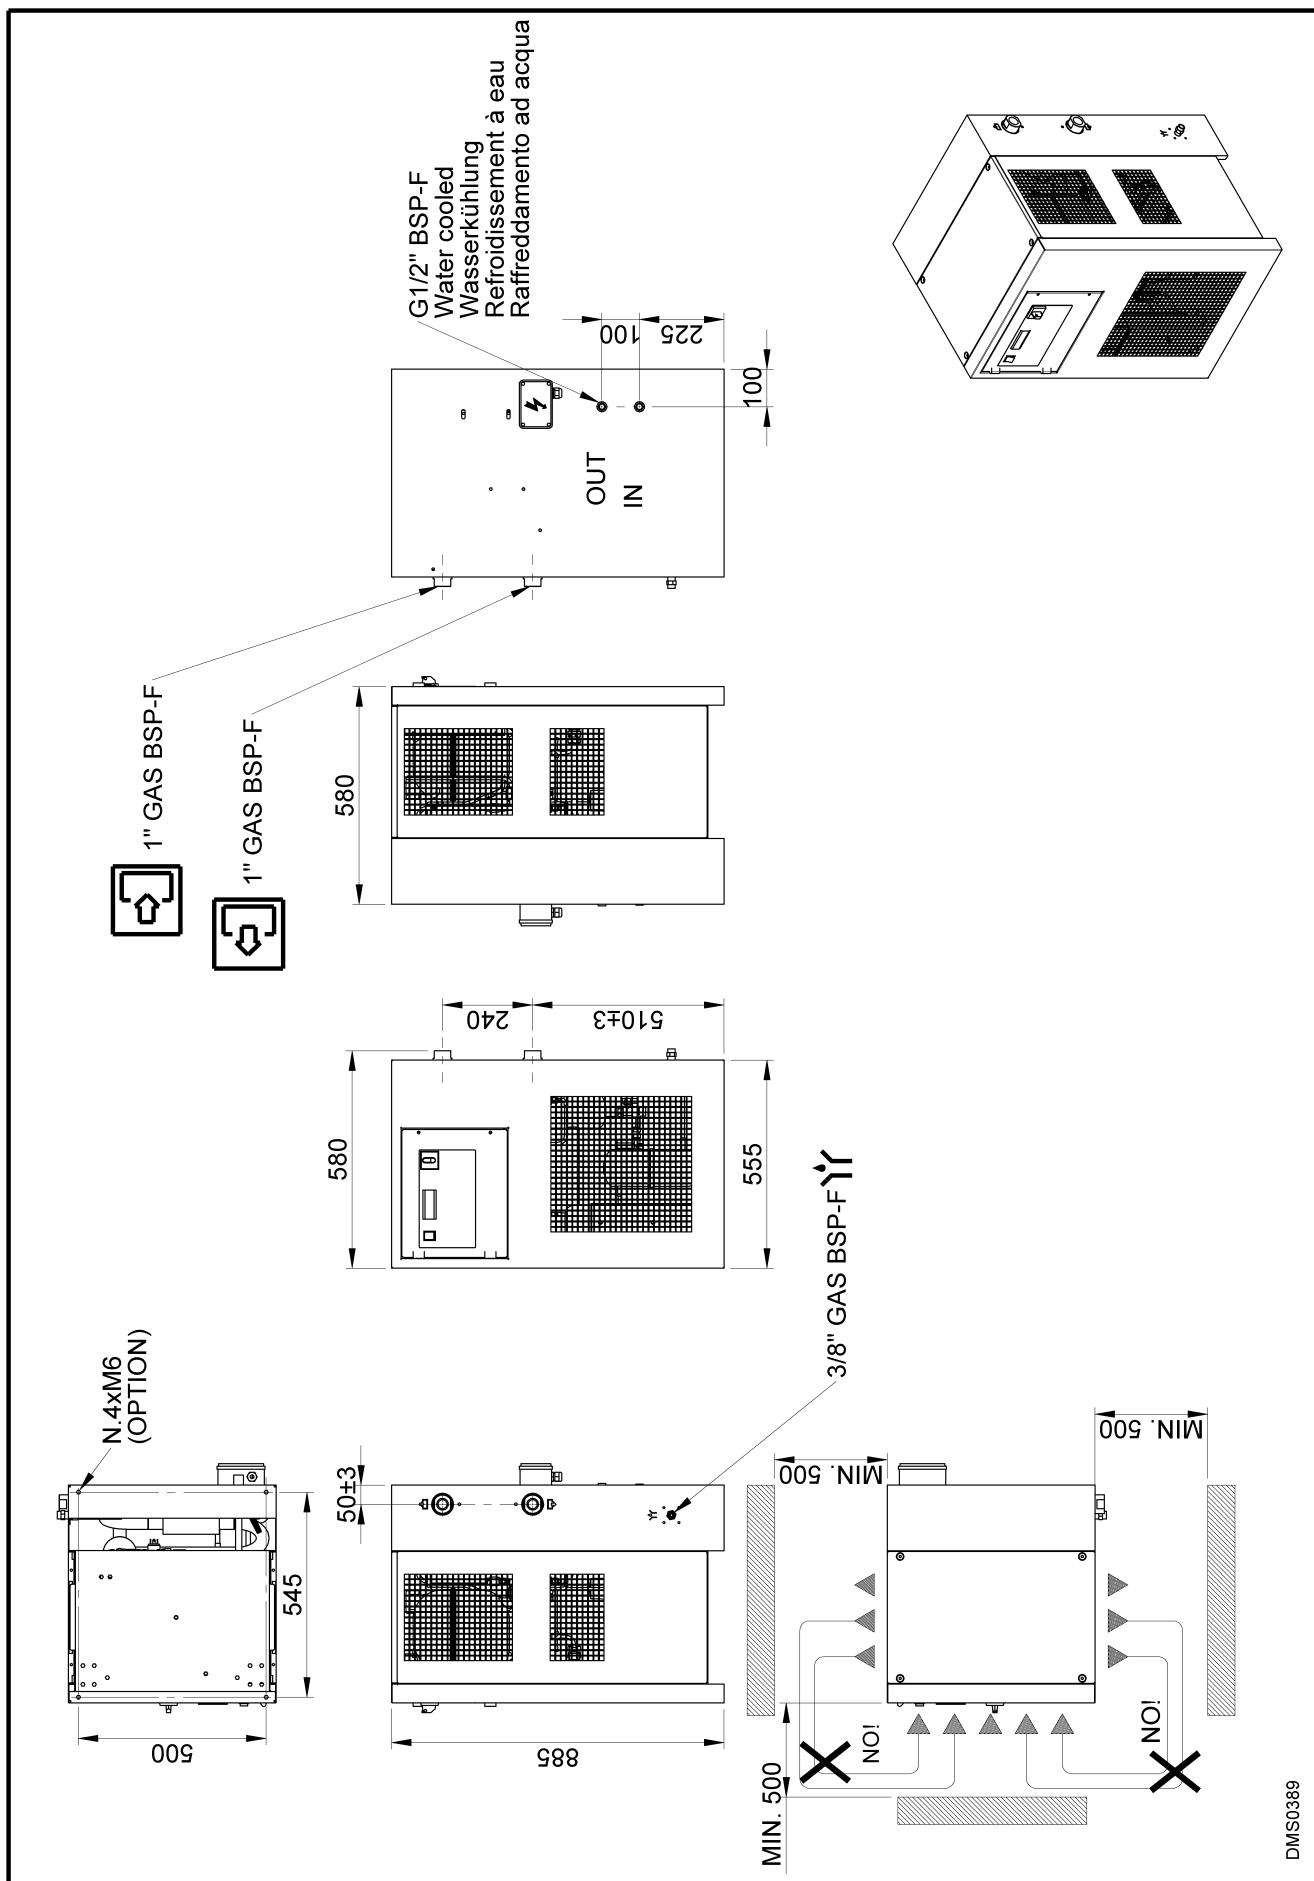 N.4xM6
(OPTION)
500
545
885
50±3
3/8" GAS BSP-F
MIN. 500
MIN. 500
MIN. 500
NO!
NO!
580
555
240
510±3
580
1" GAS BSP-F
1" GAS BSP-F
G1/2" BSP-F
Water cooled
Wasserkühlung
Refroidissement à eau
Raffreddamento ad acqua
100
225
100
OUT
IN
DMS0389